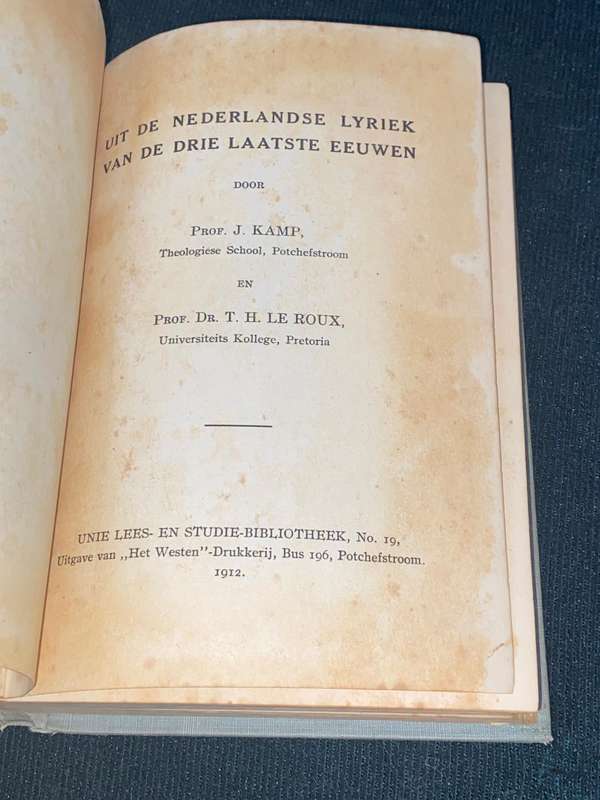 UIT DE NEDERLANDSE LYRIEK
VAN DE DRIE LAATSTE EEUWEN
DOOR
PROF. J. KAMP,
Theologiese School, Potchefstroom
EN
PROF. DR. T. H. LE ROUX,
Universiteits Kollege, Pretoria
UNIE LEES- EN STUDIE-BIBLIOTHEEK, No. 19,
Uitgave van „Het Westen”-Drukkerij, Bus 196, Potchefstroom.
1912.